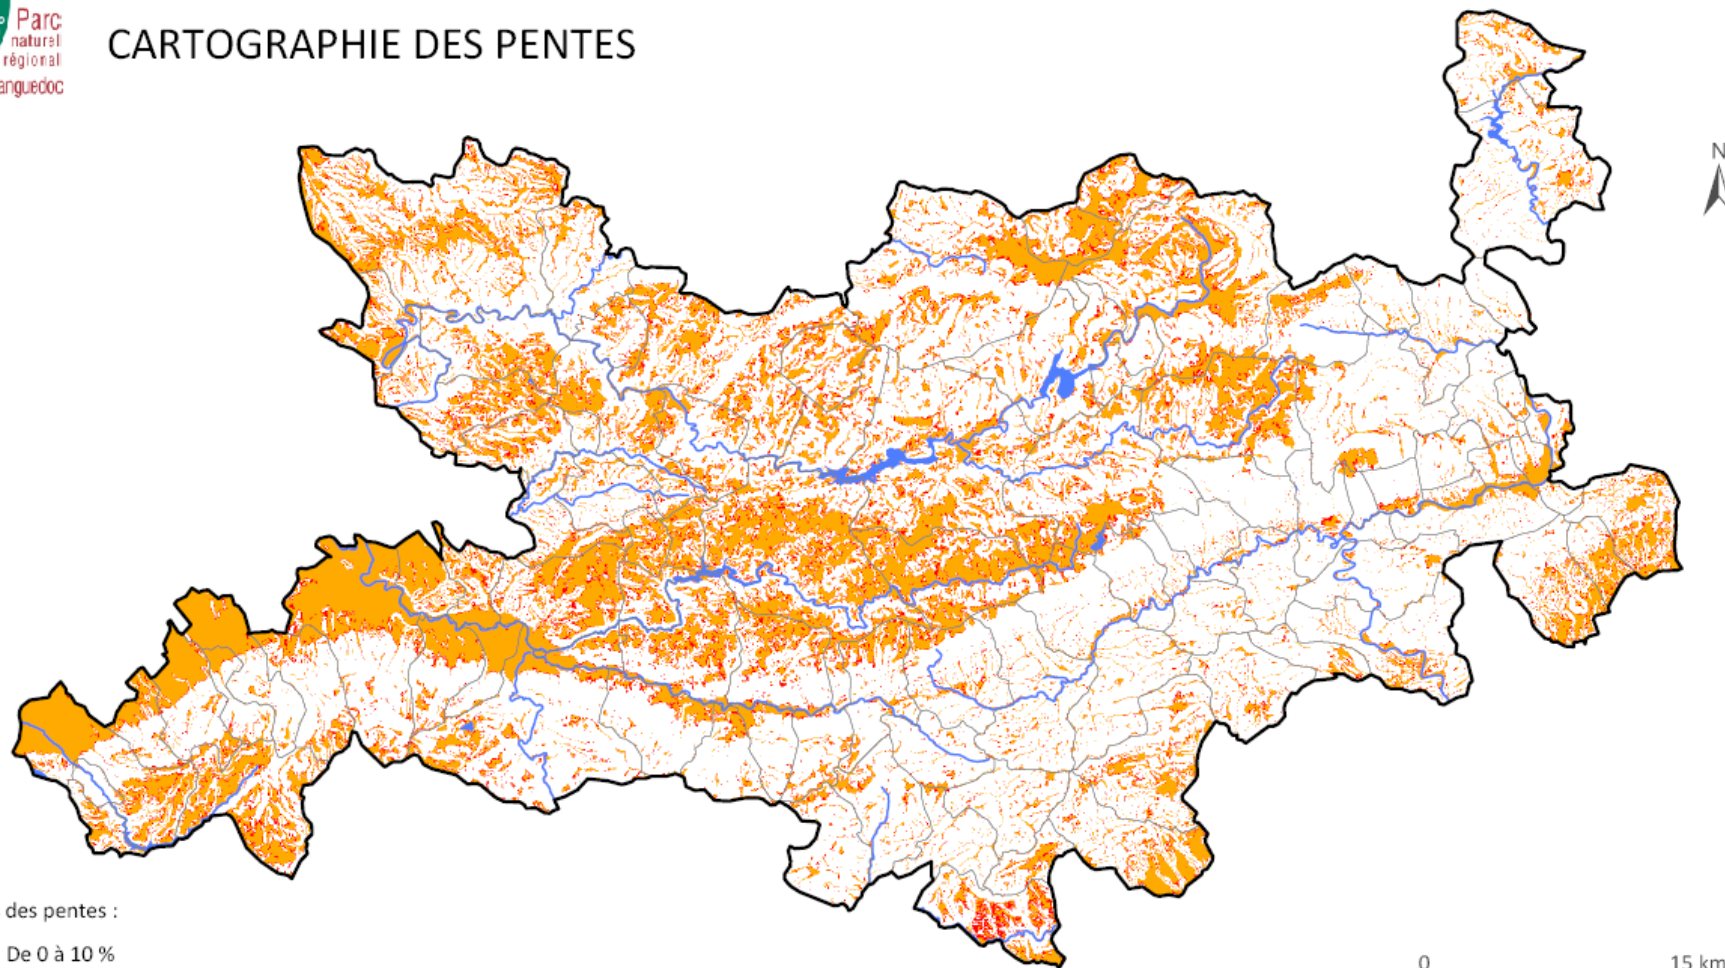 Parc
naturel
régional
anguedoc
CARTOGRAPHIE DES PENTES
N
des pentes :
De 0 à 10 %
0
15 km